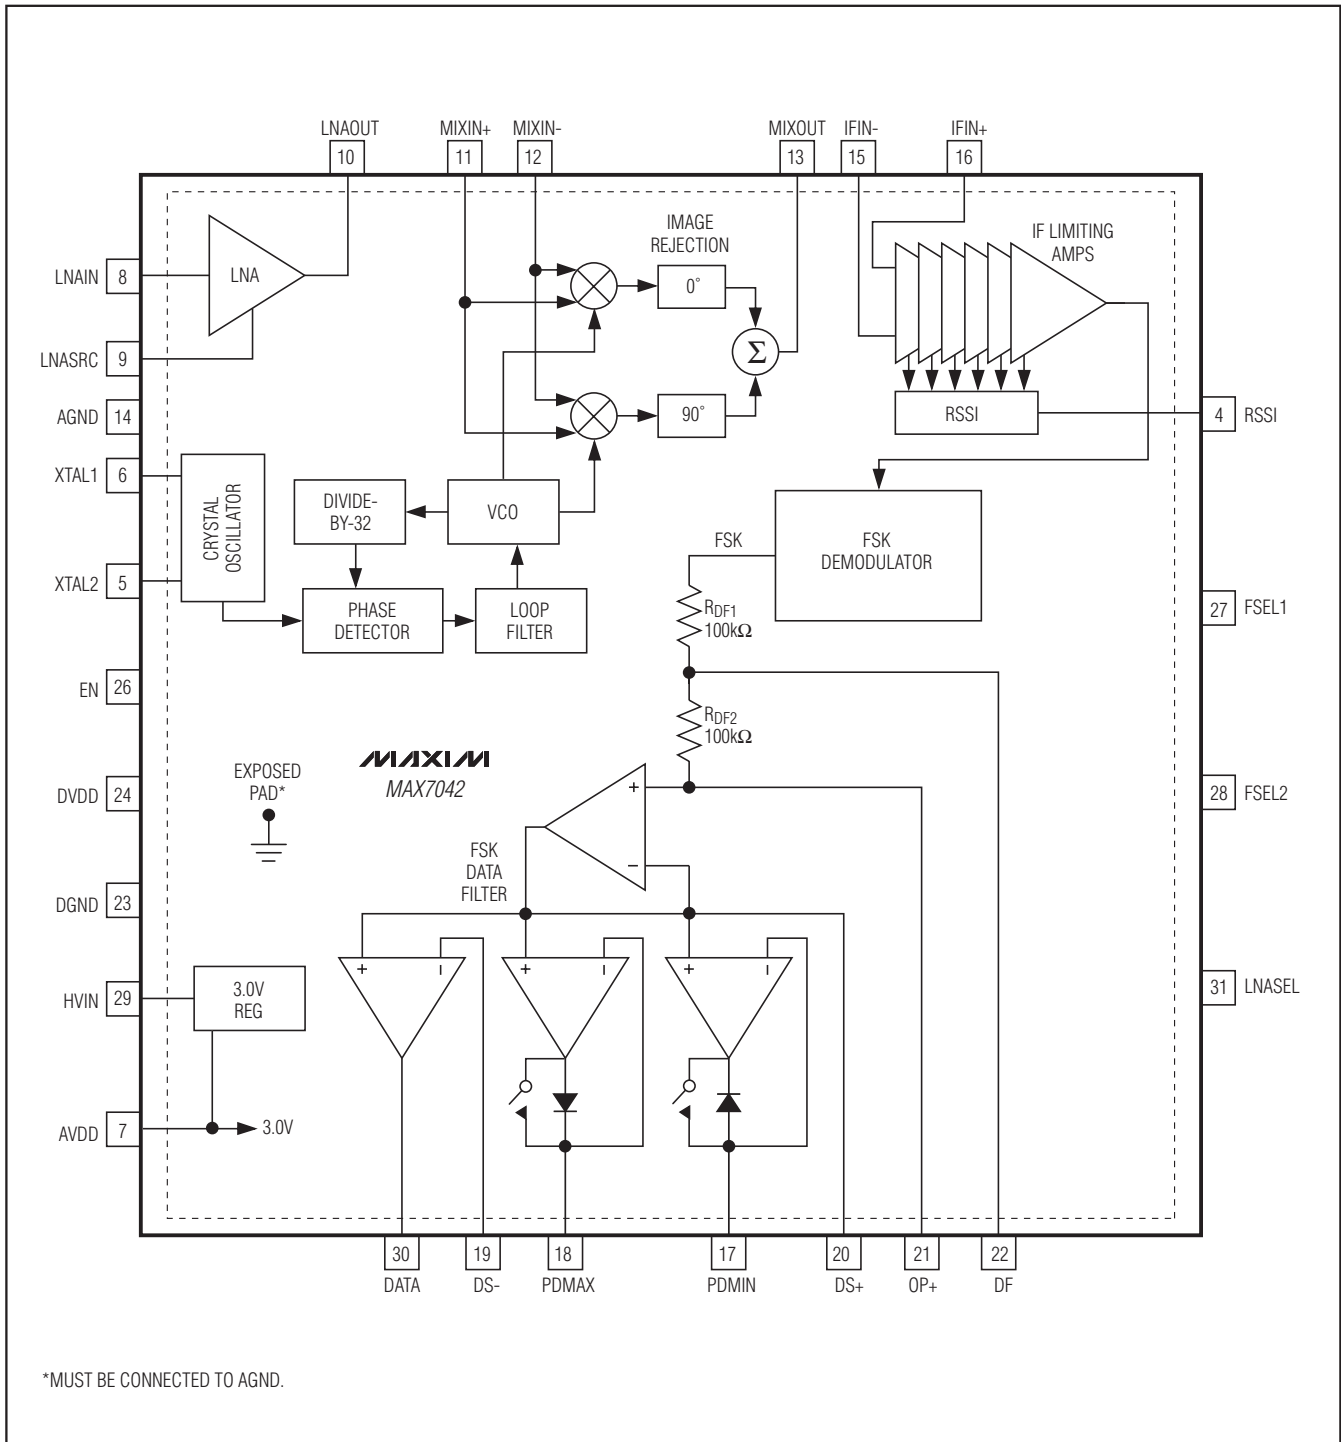 LNAOUT
MIXIN+
MIXIN-
MIXOUT
IFIN-
IFIN+
10
11
12
13
15
16
IMAGE
REJECTION
IF LIMITING
AMPS
LNAIN
8
LNA
0°
LNASRC
9
Σ
AGND
14
90°
RSSI
4
RSSI
XTAL1
6
CRYSTAL
OSCILLATOR
DIVIDE-
BY-32
VCO
XTAL2
5
PHASE
DETECTOR
LOOP
FILTER
FSK
FSK
DEMODULATOR
RDF1
100kΩ
27
FSEL1
EN
26
RDF2
100kΩ
MAXIM
MAX7042
EXPOSED
PAD*
DVDD
24
+
−
28
FSEL2
FSK
DATA
FILTER
DGND
23
+
−
+
−
+
−
HVIN
29
3.0V
REG
31
LNASEL
AVDD
7
3.0V
30
19
18
17
20
21
22
DATA
DS-
PDMAX
PDMIN
DS+
OP+
DF
*MUST BE CONNECTED TO AGND.